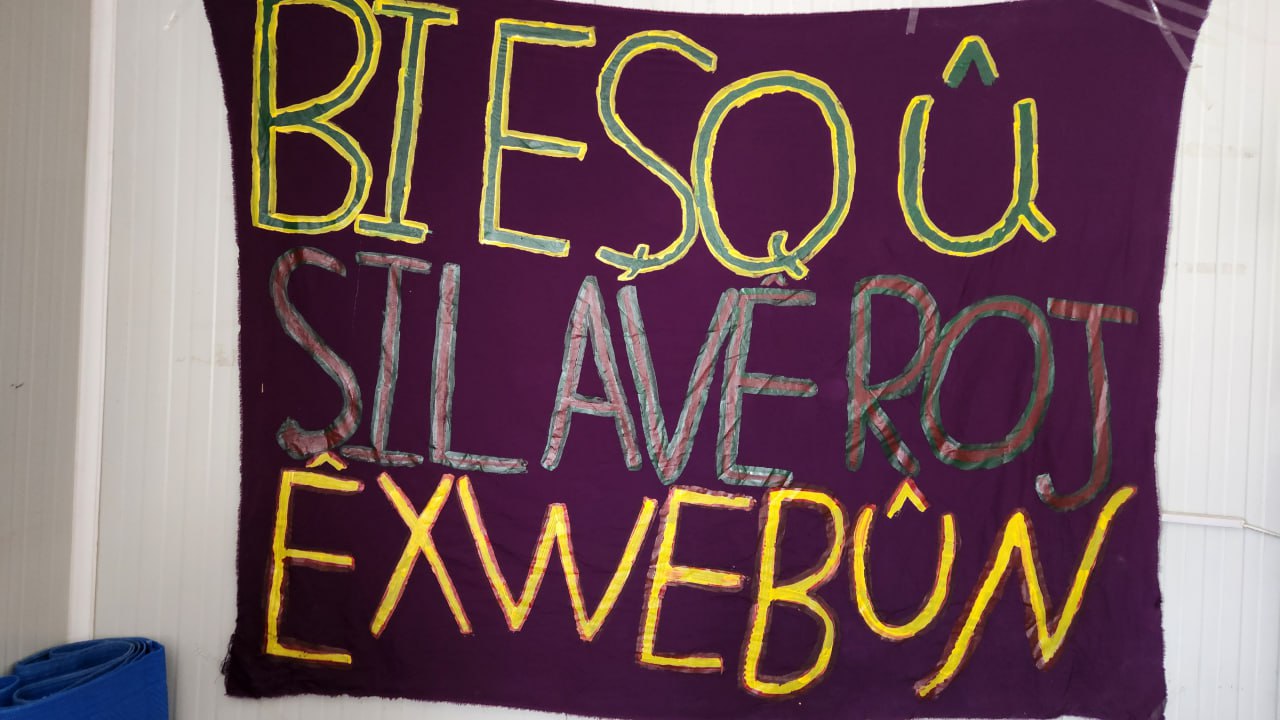 BI EŞQ Û
SILAVÊ ROJ
ÊXWEBÛN